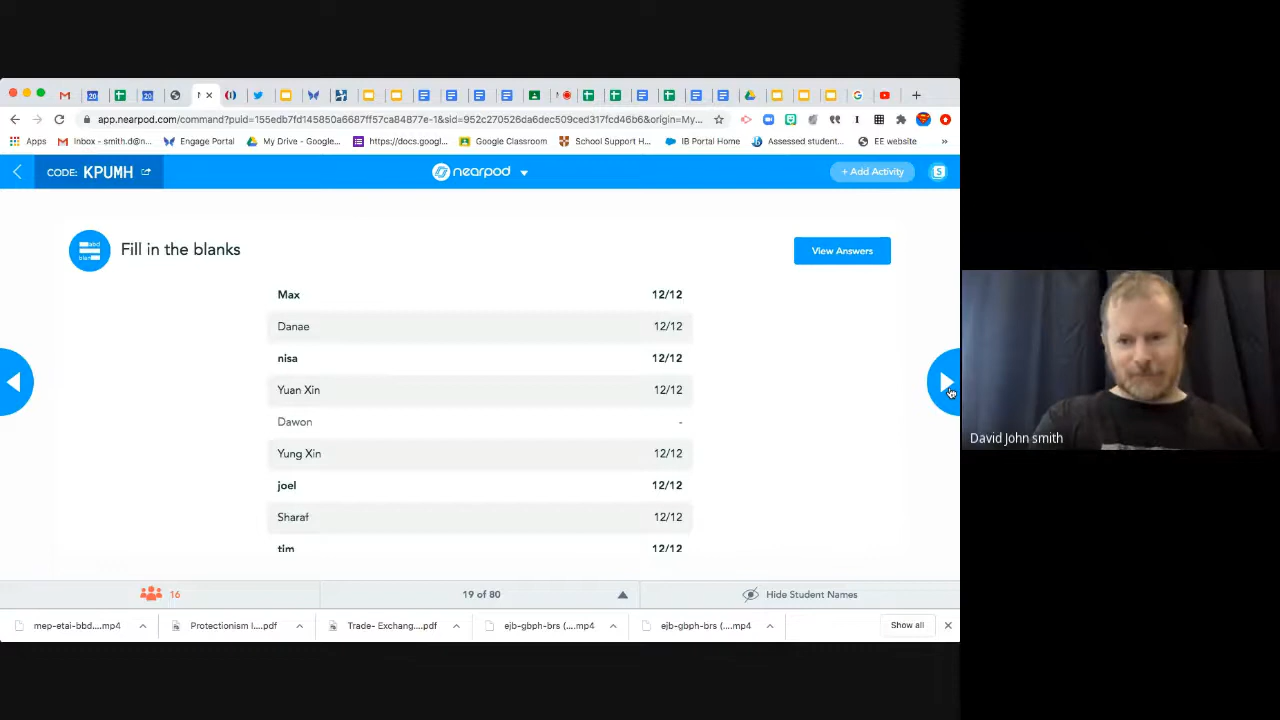 app.nearpod.com/command?puid=155edb7fd145850a6687ff57ca84877e-1&sid=952c270526da6dec509ced317fcd46b6&origin=My...
Apps Inbox - smith.d@n... Engage Portal My Drive - Google... https://docs.googl... Google Classroom School Support H... IB Portal Home Assessed student... EE website »
CODE: KPUMH nearpod + Add Activity S
Fill in the blanks View Answers
Max 12/12
Danae 12/12
nisa 12/12
Yuan Xin 12/12
Dawon -
Yung Xin 12/12
joel 12/12
Sharaf 12/12
tim 12/12
David John smith
16 19 of 80 Hide Student Names
mep-etai-bbd....mp4 Protectionism I....pdf Trade- Exchang....pdf ejb-gbph-brs (....mp4 ejb-gbph-brs (....mp4 Show all